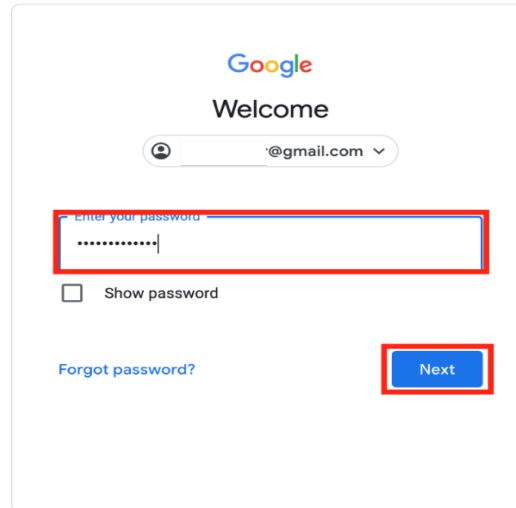 Google
Welcome
@gmail.com
Enter your password
•••••••••••••
Show password
Forgot password?
Next